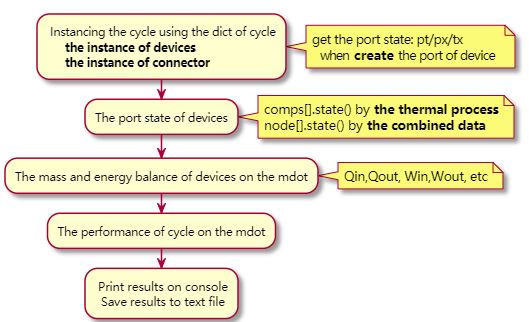 Instancing the cycle using the dict of cycle
the instance of devices
the instance of connector
get the port state: pt/px/tx
when create the port of device
The port state of devices
comps[].state() by the thermal process
node[].state() by the combined data
The mass and energy balance of devices on the mdot
Qin,Qout, Win,Wout, etc
The performance of cycle on the mdot
Print results on console
Save results to text file